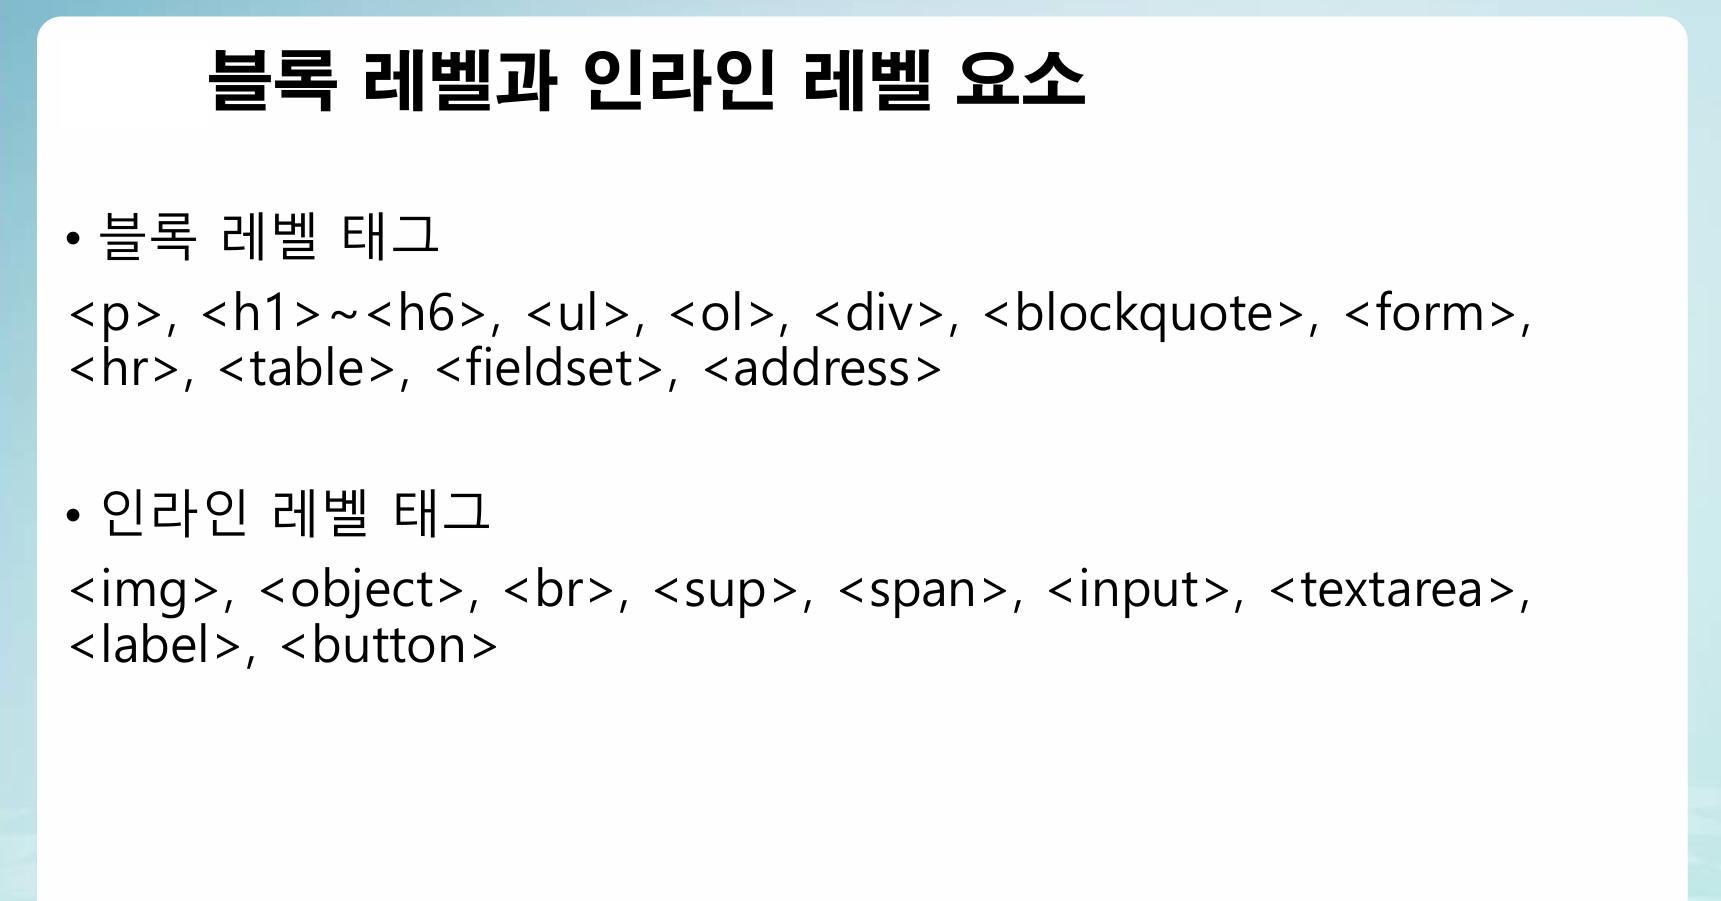 블록 레벨과 인라인 레벨 요소
• 블록 레벨 태그
<p>, <h1>~<h6>, <ul>, <ol>, <div>, <blockquote>, <form>,
<hr>, <table>, <fieldset>, <address>
• 인라인 레벨 태그
<img>, <object>, <br>, <sup>, <span>, <input>, <textarea>,
<label>, <button>